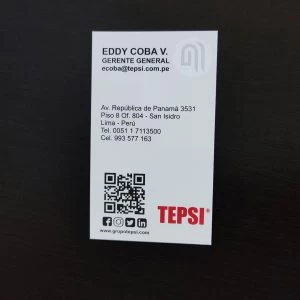 EDDY COBA V.
GERENTE GENERAL
ecoba@tepsi.com.pe
Av. República de Panamá 3531
Piso 8 Of. 804 - San Isidro
Lima - Perú
Tel. 0051 1 7113500
Cel. 993 577 163
TEPSI®
www.grupotepsi.com